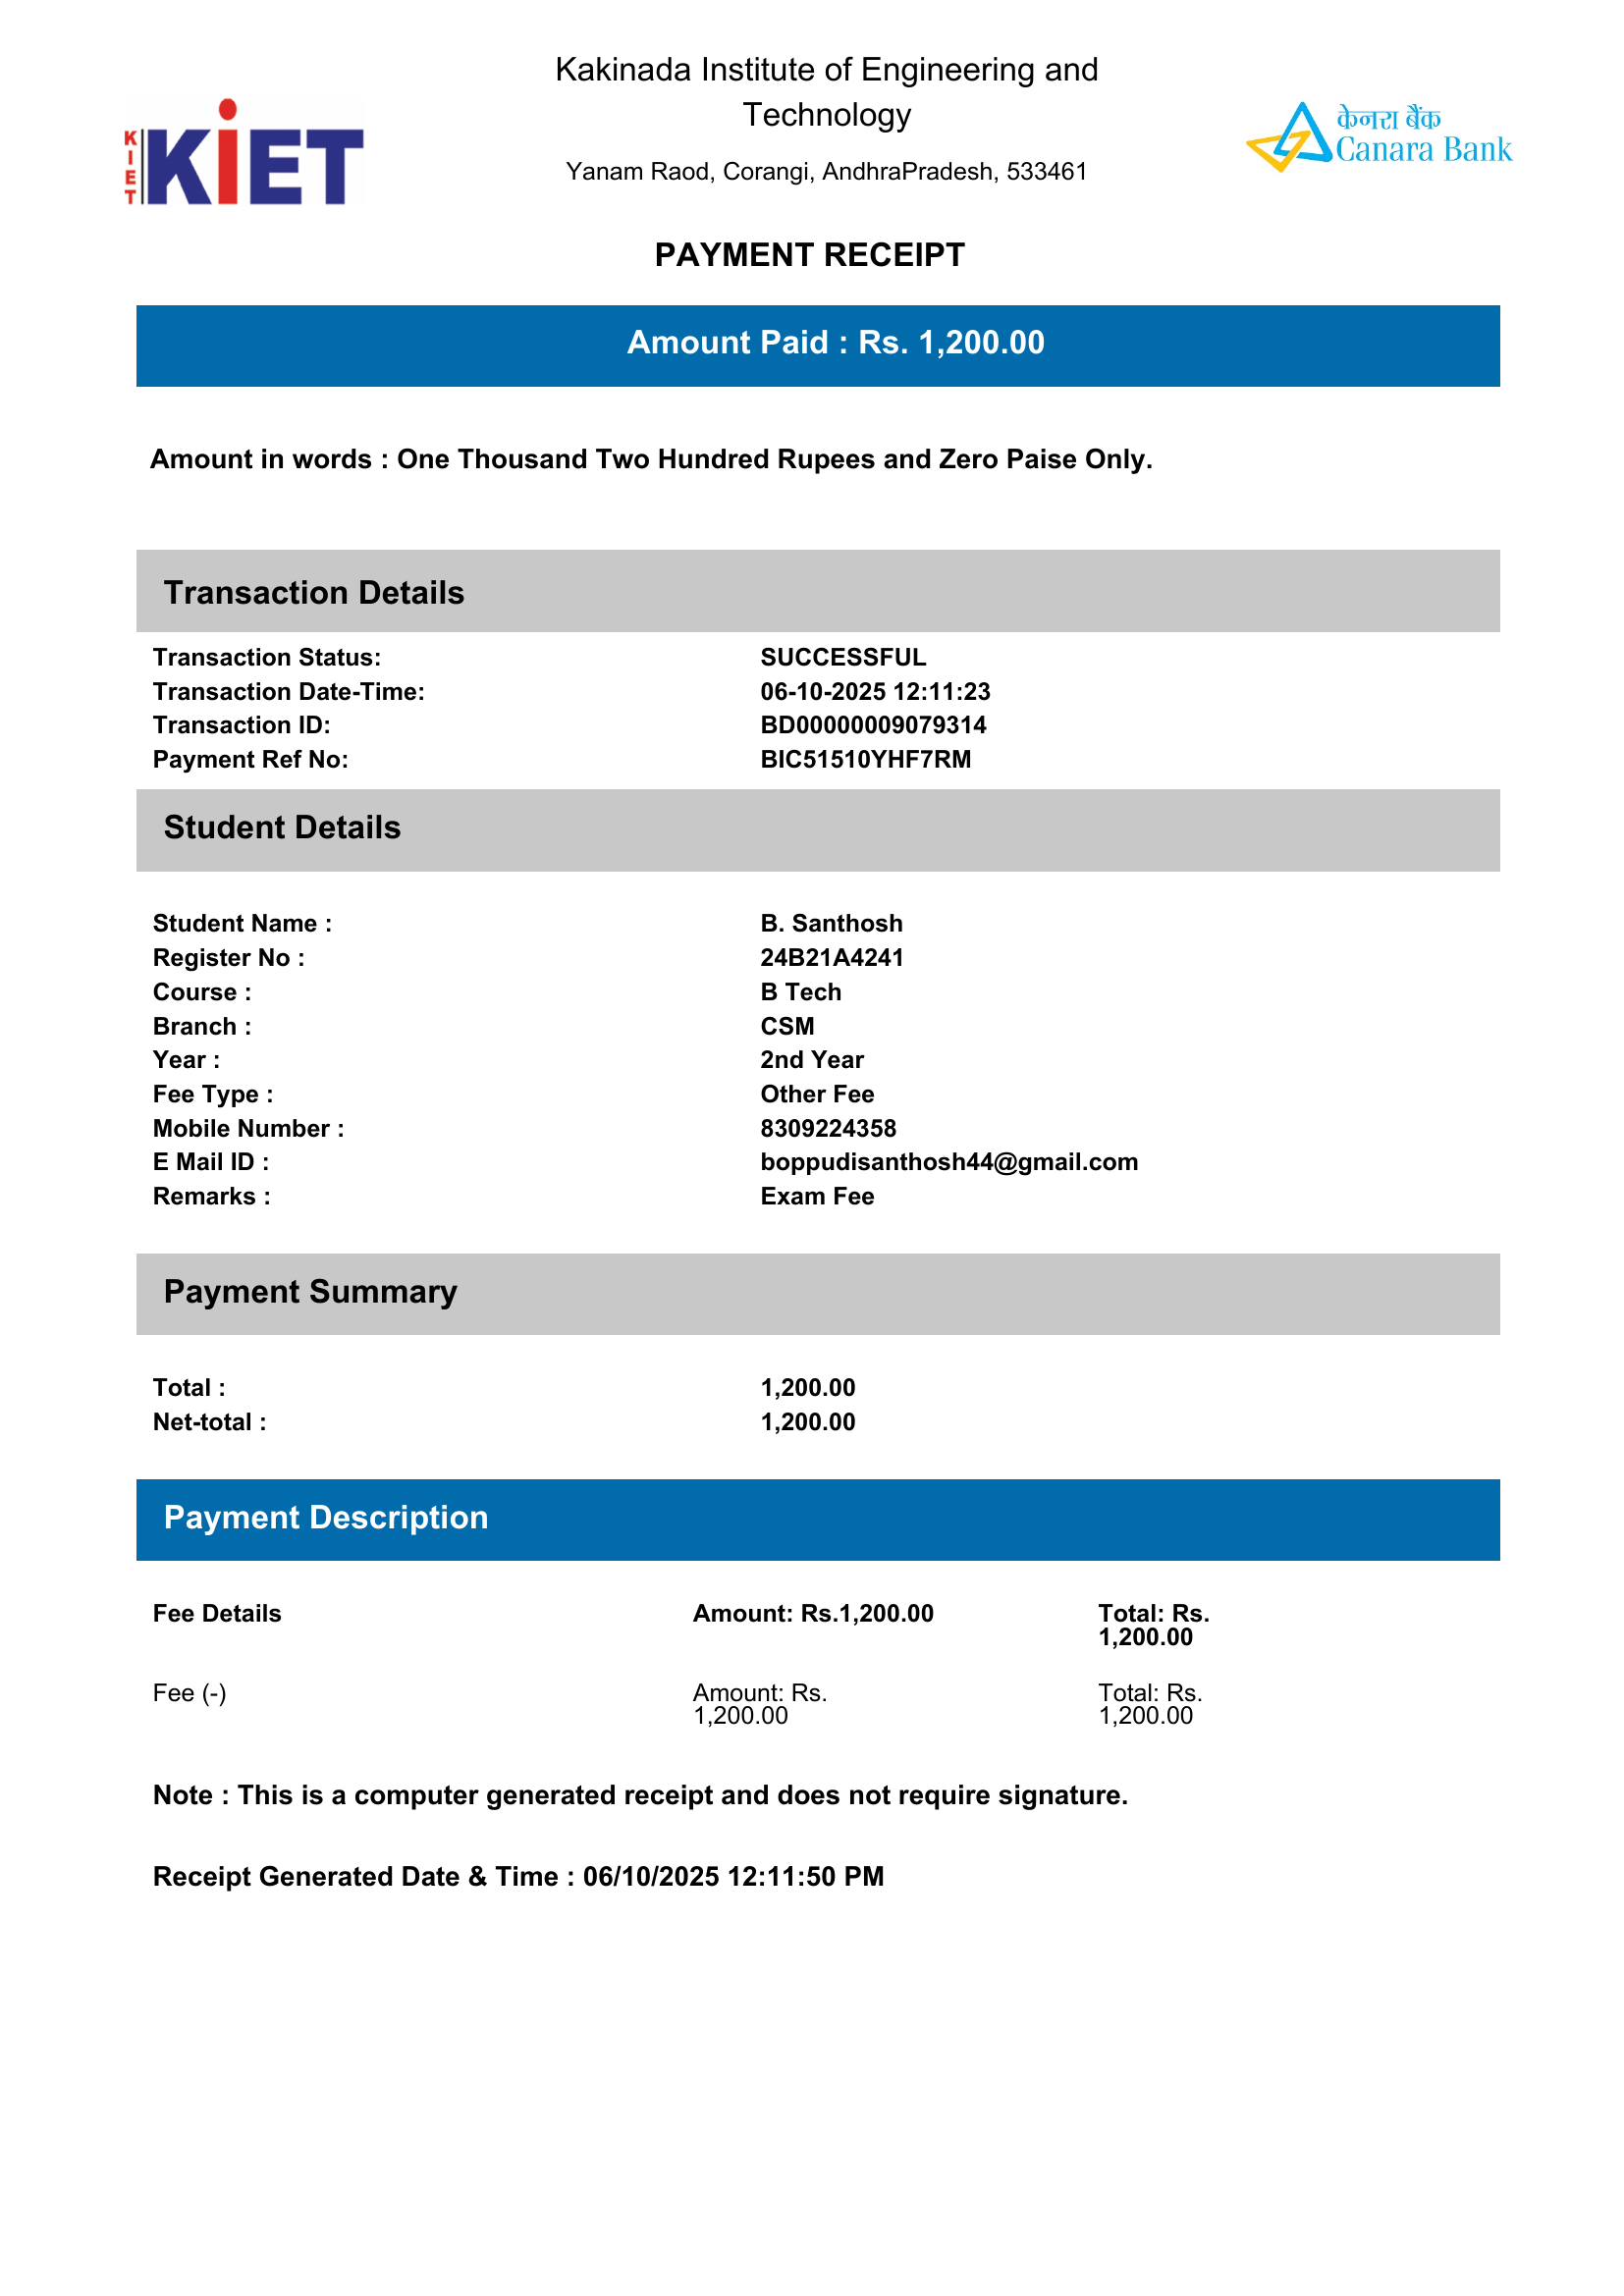 Kakinada Institute of Engineering and
Technology
Yanam Raod, Corangi, AndhraPradesh, 533461
KIET
KiET
केनरा बैंक
Canara Bank
PAYMENT RECEIPT
Amount Paid : Rs. 1,200.00
Amount in words : One Thousand Two Hundred Rupees and Zero Paise Only.
Transaction Details
Transaction Status: SUCCESSFUL
Transaction Date-Time: 06-10-2025 12:11:23
Transaction ID: BD00000009079314
Payment Ref No: BIC51510YHF7RM
Student Details
Student Name : B. Santhosh
Register No : 24B21A4241
Course : B Tech
Branch : CSM
Year : 2nd Year
Fee Type : Other Fee
Mobile Number : 8309224358
E Mail ID : boppudisanthosh44@gmail.com
Remarks : Exam Fee
Payment Summary
Total : 1,200.00
Net-total : 1,200.00
Payment Description
Fee Details Amount: Rs.1,200.00 Total: Rs.
1,200.00
Fee (-) Amount: Rs. Total: Rs.
1,200.00 1,200.00
Note : This is a computer generated receipt and does not require signature.
Receipt Generated Date & Time : 06/10/2025 12:11:50 PM